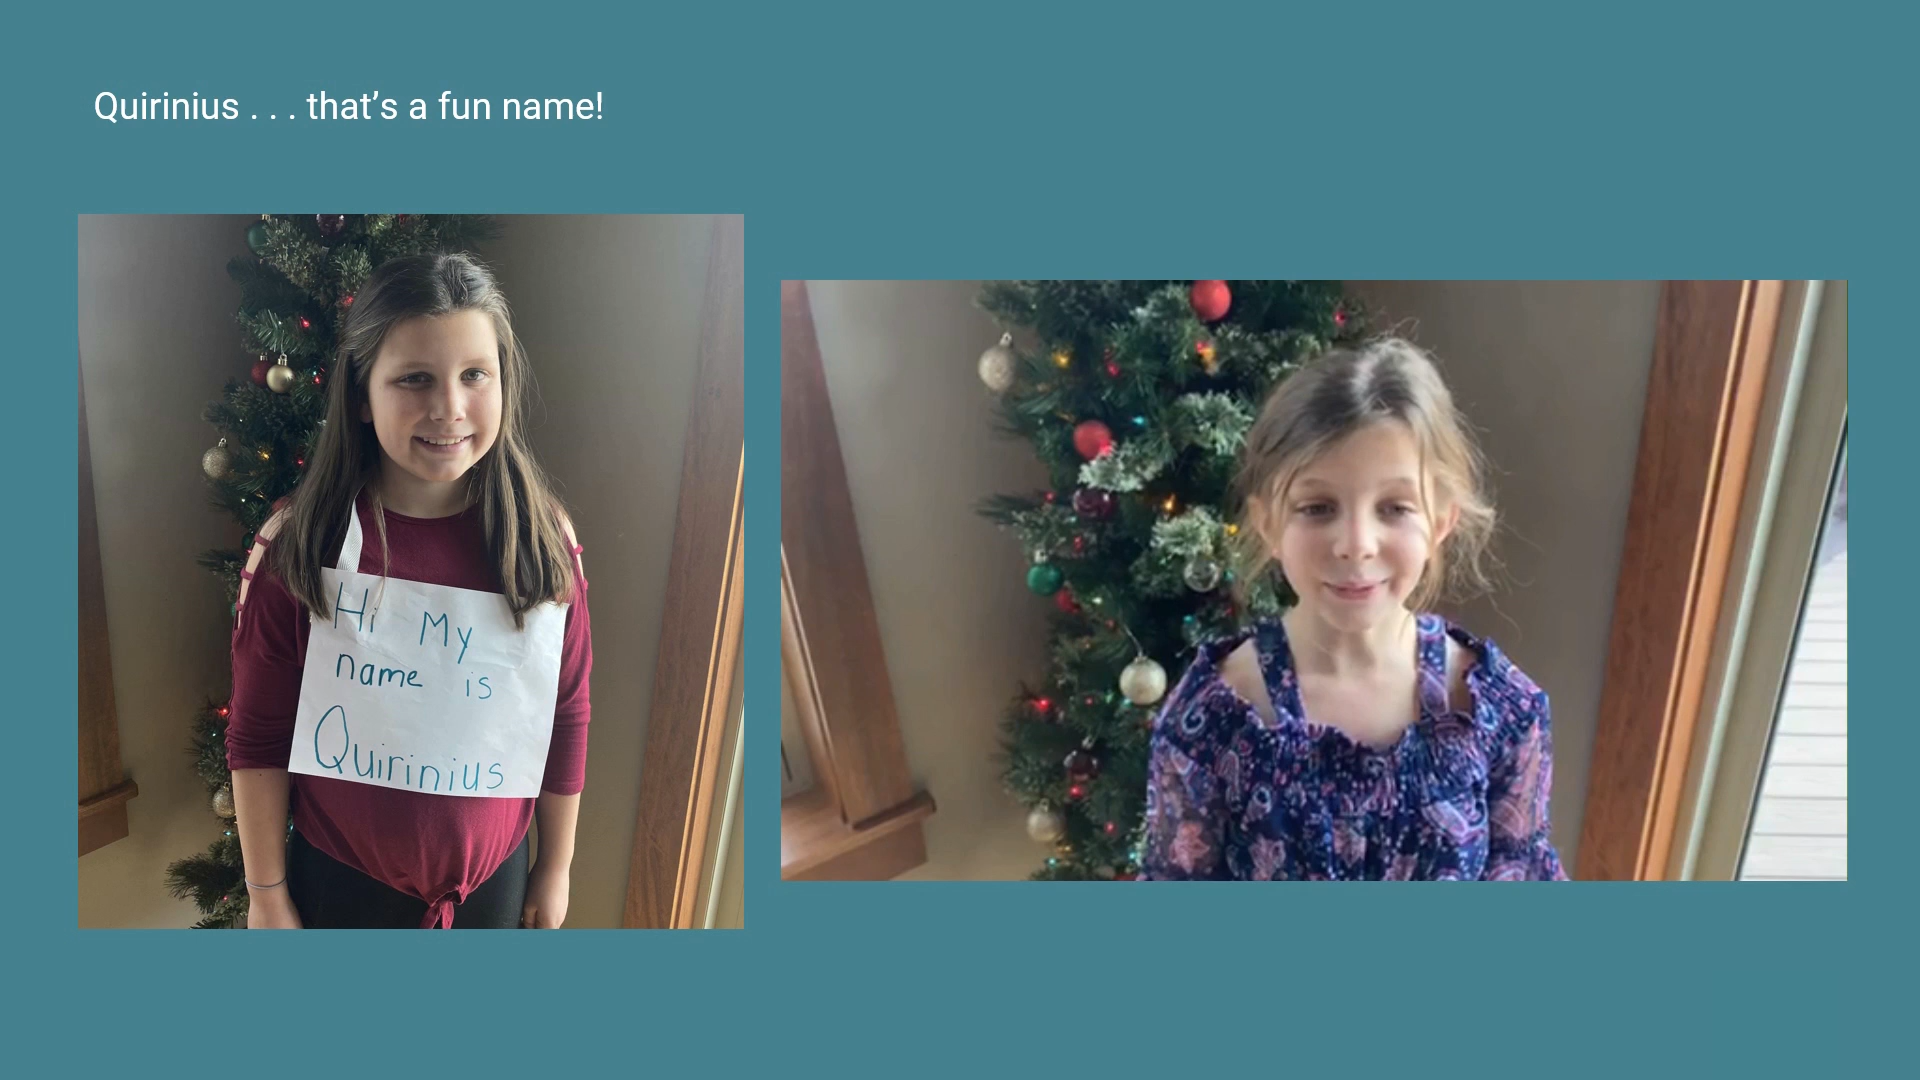 Quirinius . . . that’s a fun name!
Hi My
name is
Quirinius